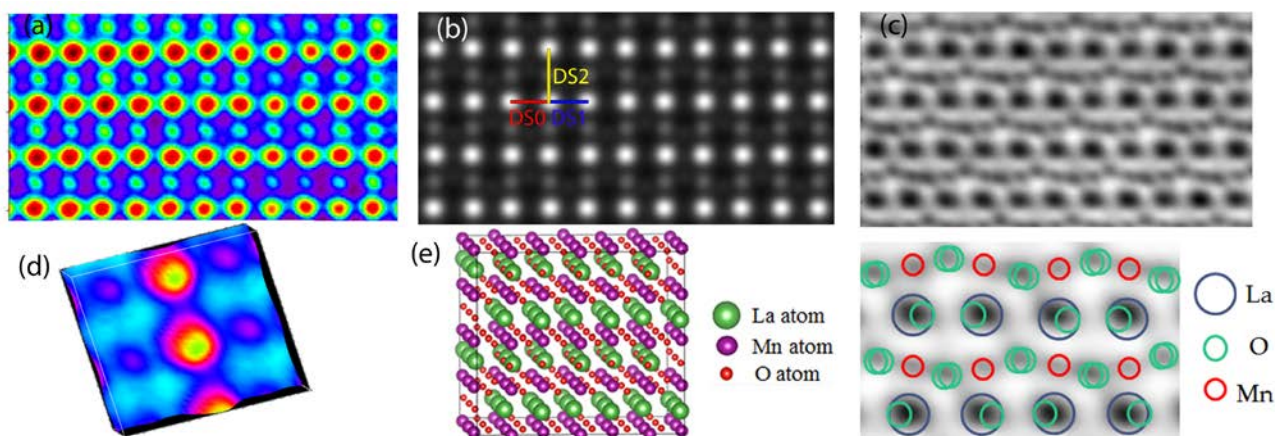 (a)
(b)
(c)
DS2
DS0 DS1
(d)
(e)
La atom
Mn atom
O atom
La
O
Mn